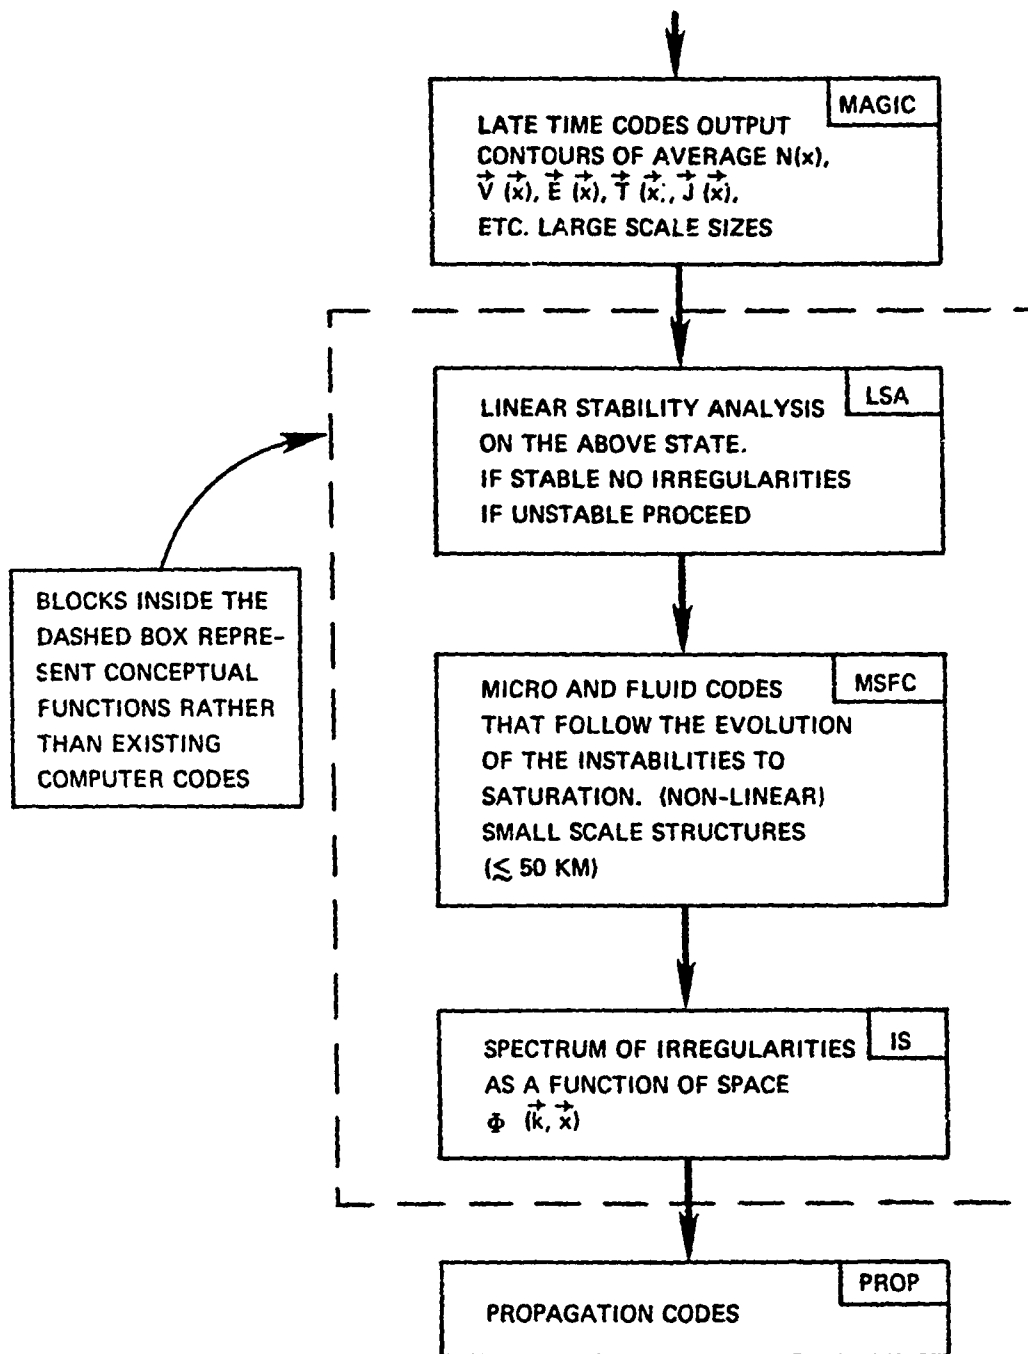 MAGIC
LATE TIME CODES OUTPUT
CONTOURS OF AVERAGE N(x),
V⃗ (x⃗), E⃗ (x⃗), T⃗ (x⃗), J⃗ (x⃗),
ETC. LARGE SCALE SIZES
LSA
LINEAR STABILITY ANALYSIS
ON THE ABOVE STATE.
IF STABLE NO IRREGULARITIES
IF UNSTABLE PROCEED
BLOCKS INSIDE THE
DASHED BOX REPRE-
SENT CONCEPTUAL
FUNCTIONS RATHER
THAN EXISTING
COMPUTER CODES
MSFC
MICRO AND FLUID CODES
THAT FOLLOW THE EVOLUTION
OF THE INSTABILITIES TO
SATURATION. (NON-LINEAR)
SMALL SCALE STRUCTURES
(≲ 50 KM)
IS
SPECTRUM OF IRREGULARITIES
AS A FUNCTION OF SPACE
Φ (k⃗, x⃗)
PROP
PROPAGATION CODES